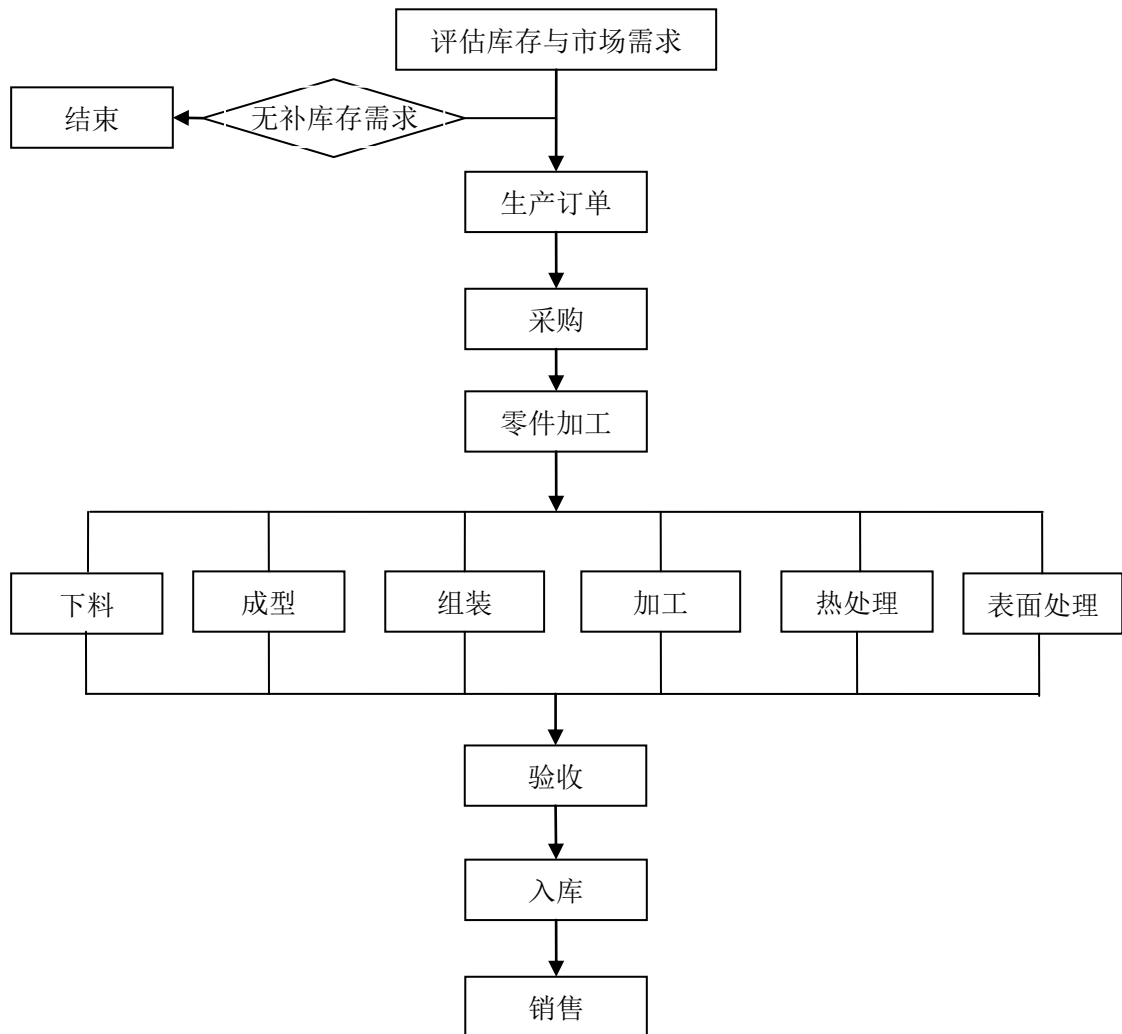 评估库存与市场需求
结束
无补库存需求
生产订单
采购
零件加工
下料
成型
组装
加工
热处理
表面处理
验收
入库
销售